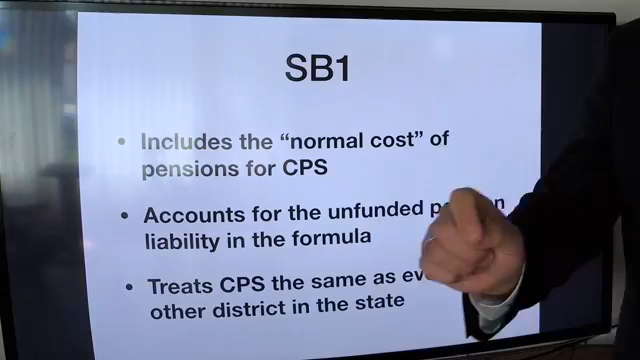 SB1
• Includes the “normal cost” of
pensions for CPS
• Accounts for the unfunded
liability in the formula
• Treats CPS the same as
other district in the state